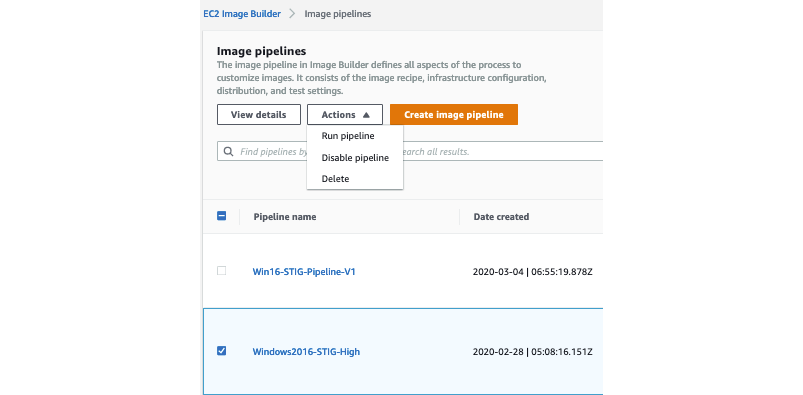 EC2 Image Builder > Image pipelines
Image pipelines
The image pipeline in Image Builder defines all aspects of the process to
customize images. It consists of the image recipe, infrastructure configuration,
distribution, and test settings.
View details Actions Create image pipeline
Run pipeline
Find pipelines by earch all results.
Disable pipeline
Delete
Pipeline name Date created
Win16-STIG-Pipeline-V1 2020-03-04 | 06:55:19.878Z
Windows2016-STIG-High 2020-02-28 | 05:08:16.151Z